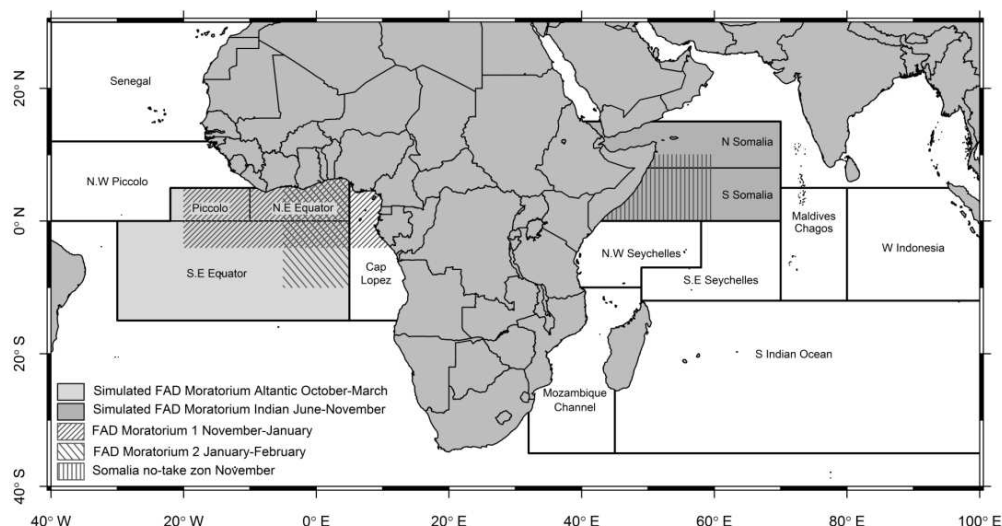 20° N
0° N
20° S
40° S
Senegal
N.W Piccolo
Piccolo
N.E Equator
S.E Equator
Cap
Lopez
N Somalia
S Somalia
N.W Seychelles
S.E Seychelles
Maldives
Chagos
W Indonesia
S Indian Ocean
Mozambique
Channel
Simulated FAD Moratorium Altantic October-March
Simulated FAD Moratorium Indian June-November
FAD Moratorium 1 November-January
FAD Moratorium 2 January-February
Somalia no-take zon November
40° W
20° W
0° E
20° E
40° E
60° E
80° E
100° E